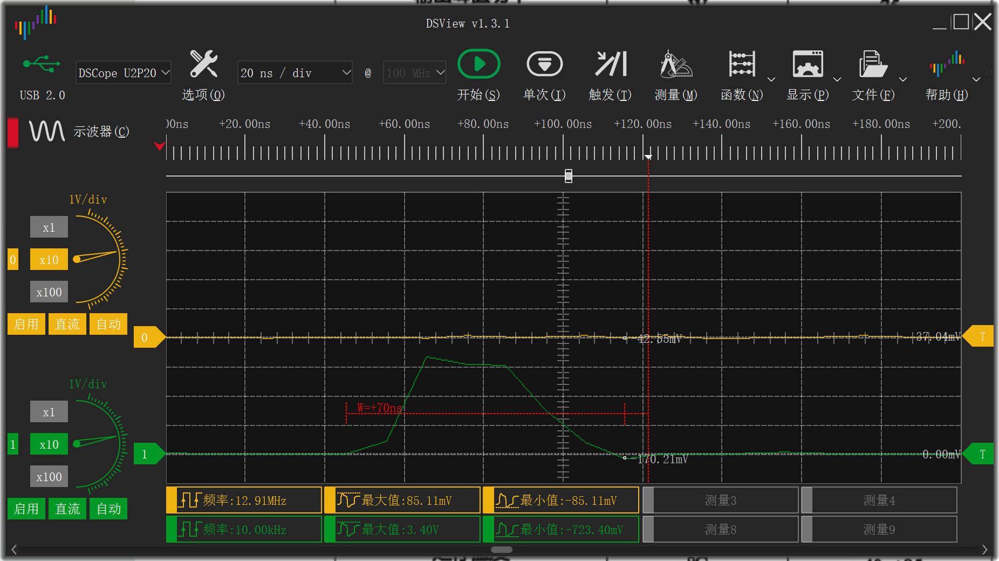 DSView v1.3.1
USB 2.0
DSCope U2P20
选项(O)
20 ns / div
@
100 MHz
开始(S)
单次(I)
触发(T)
测量(M)
函数(N)
显示(P)
文件(F)
帮助(H)
示波器(C)
00ns +20.00ns +40.00ns +60.00ns +80.00ns +100.00ns +120.00ns +140.00ns +160.00ns +180.00ns +200.
1V/div
x1
0
x10
x100
启用 直流 自动
0
-42.55mV
37.04mV
T
1V/div
x1
1
x10
x100
启用 直流 自动
W=+70ns
1
-170.21mV
0.00mV
T
频率:12.91MHz 最大值:85.11mV 最小值:-85.11mV 测量3 测量4
频率:10.00kHz 最大值:3.40V 最小值:-723.40mV 测量8 测量9